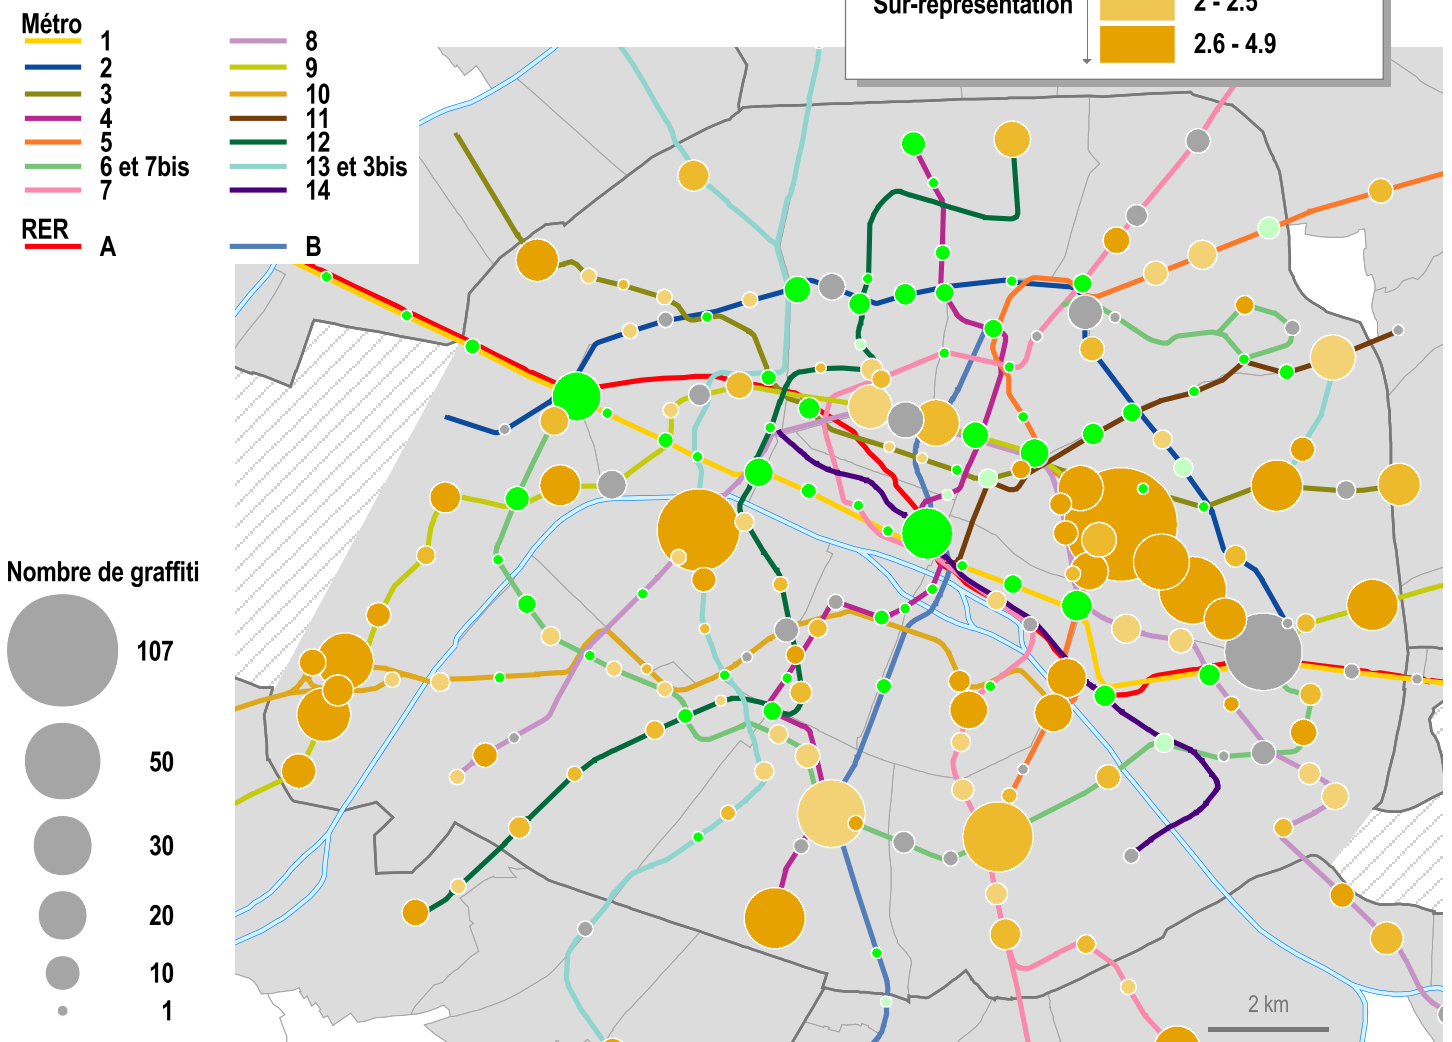 Sur-représentation
2 - 2.5
2.6 - 4.9
Métro
1
2
3
4
5
6 et 7bis
7
8
9
10
11
12
13 et 3bis
14
RER
A
B
Nombre de graffiti
107
50
30
20
10
1
2 km